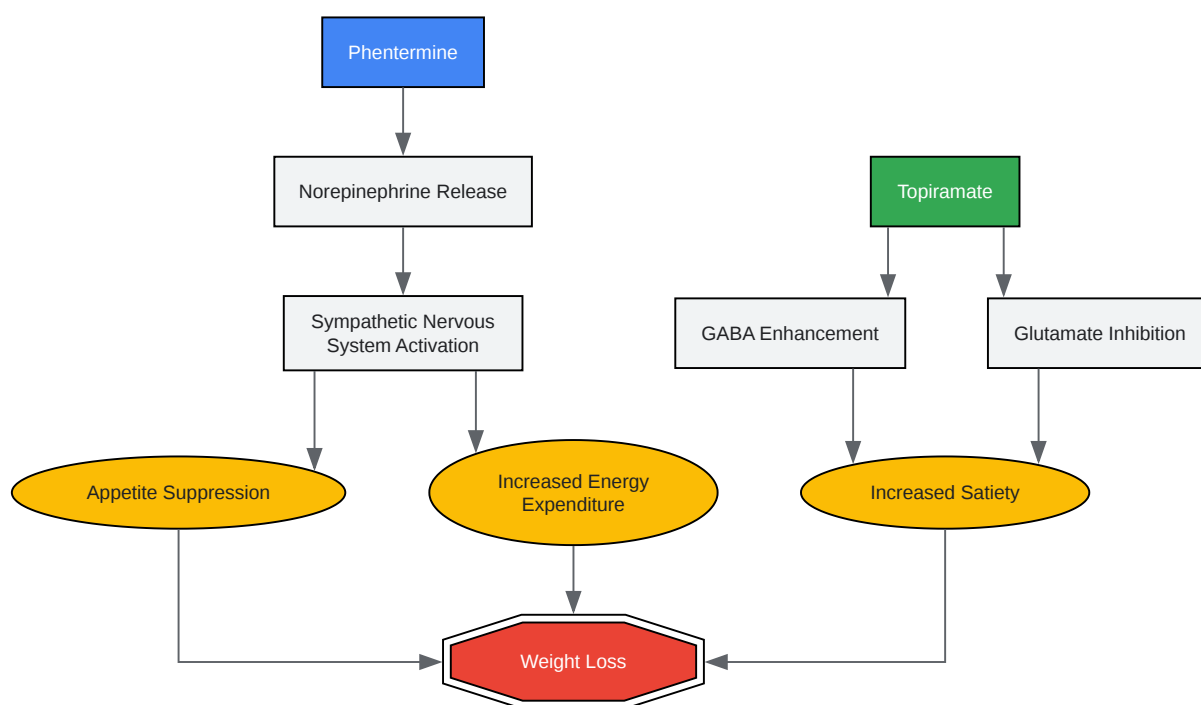 Phentermine
Norepinephrine Release
Topiramate
Sympathetic Nervous
System Activation
GABA Enhancement
Glutamate Inhibition
Appetite Suppression
Increased Energy
Expenditure
Increased Satiety
Weight Loss